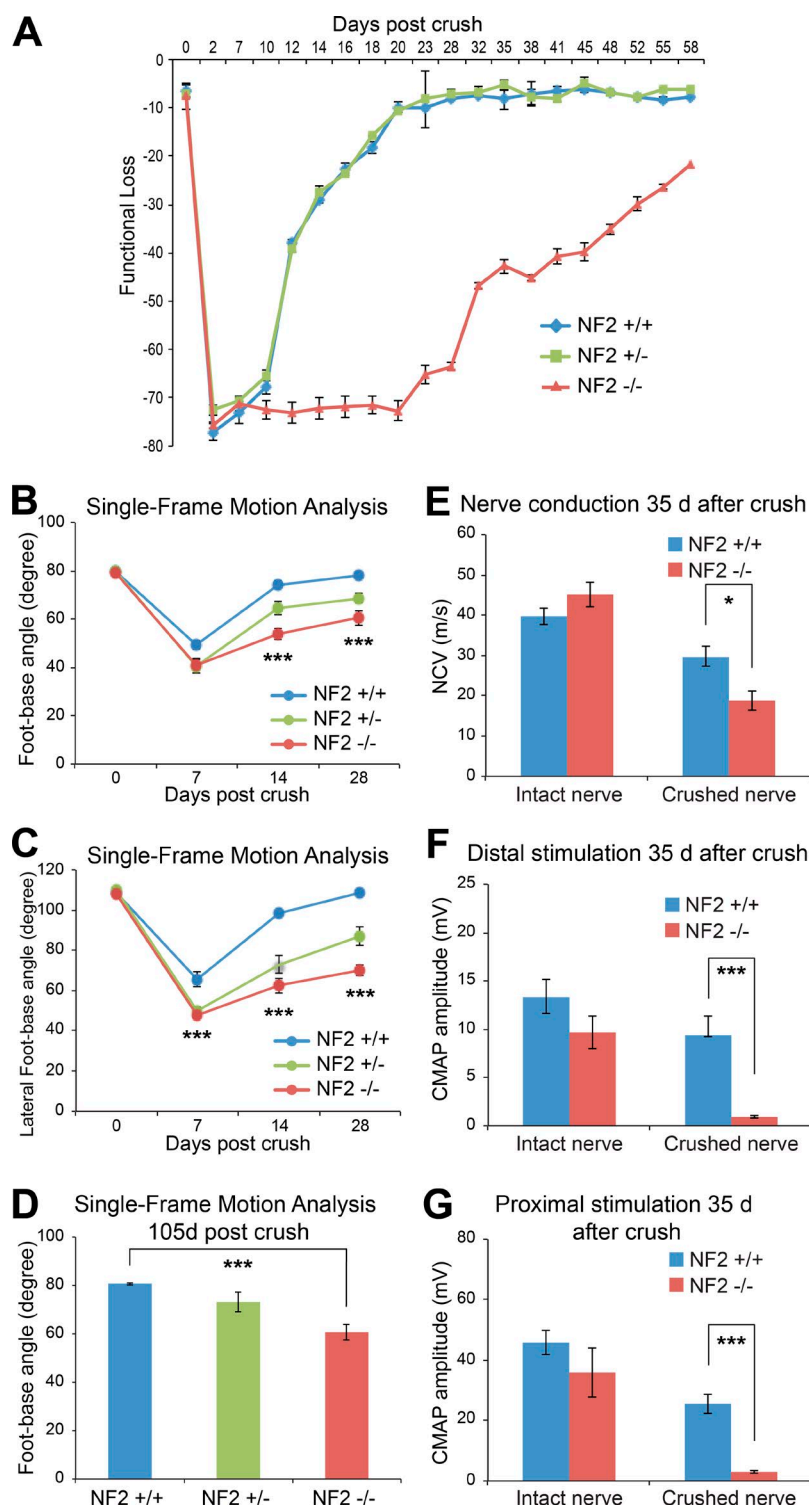 A
Days post crush
0 2 7 10 12 14 16 18 20 23 28 32 35 38 41 45 48 52 55 58
0
-10
-20
-30
-40
-50
-60
-70
-80
Functional Loss
NF2 +/+
NF2 +/-
NF2 -/-
B
Single-Frame Motion Analysis
100
80
60
40
20
0
Foot-base angle (degree)
***
***
NF2 +/+
NF2 +/-
NF2 -/-
0 7 14 28
Days post crush
C
Single-Frame Motion Analysis
120
100
80
60
40
20
0
Lateral Foot-base angle (degree)
***
***
***
NF2 +/+
NF2 +/-
NF2 -/-
0 7 14 28
Days post crush
D
Single-Frame Motion Analysis
105d post crush
100
80
60
40
20
0
Foot-base angle (degree)
***
NF2 +/+ NF2 +/- NF2 -/-
E
Nerve conduction 35 d after crush
60
50
40
30
20
10
0
NCV (m/s)
NF2 +/+
NF2 -/-
*
Intact nerve Crushed nerve
F
Distal stimulation 35 d after crush
25
20
15
10
5
0
CMAP amplitude (mV)
NF2 +/+
NF2 -/-
***
Intact nerve Crushed nerve
G
Proximal stimulation 35 d
after crush
60
40
20
0
CMAP amplitude (mV)
NF2 +/+
NF2 -/-
***
Intact nerve Crushed nerve